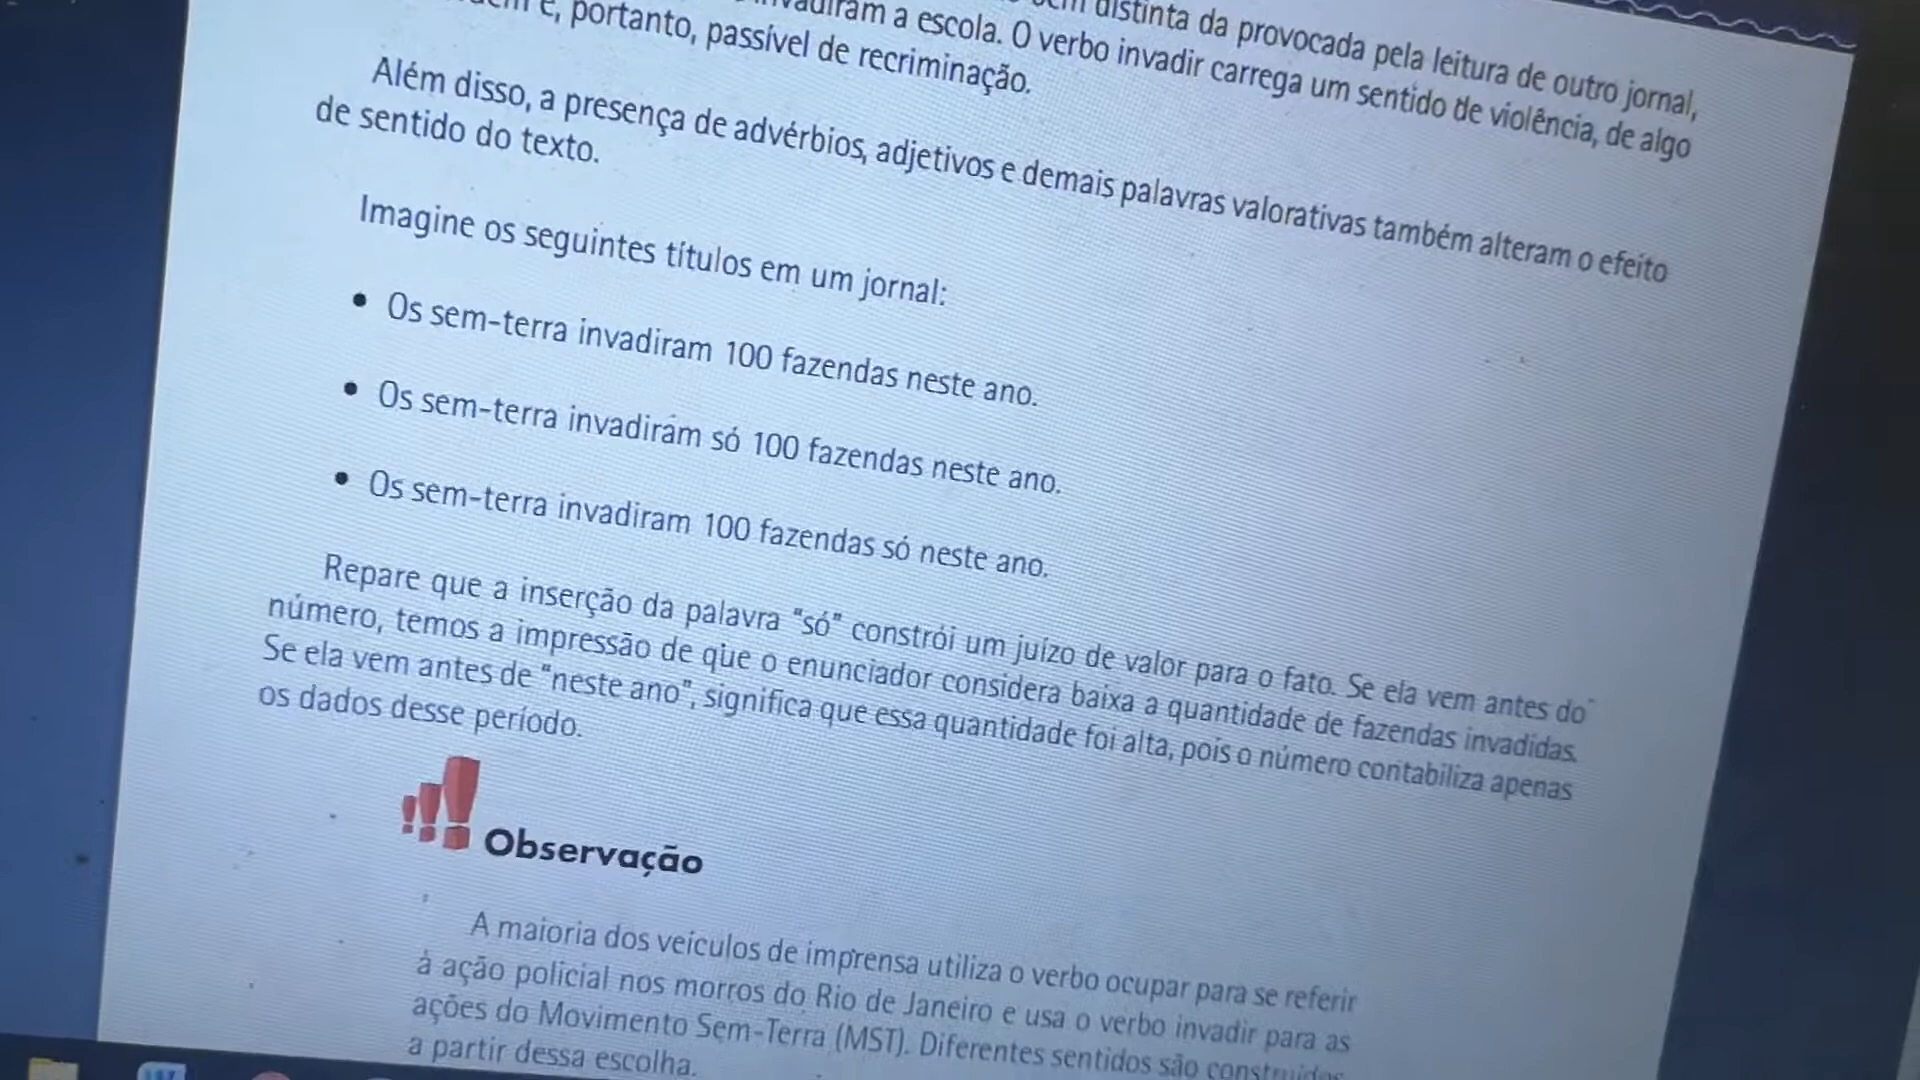 distinta da provocada pela leitura de outro jornal,
invadiram a escola. O verbo invadir carrega um sentido de violência, de algo
e, portanto, passível de recriminação.
Além disso, a presença de advérbios, adjetivos e demais palavras valorativas também alteram o efeito
de sentido do texto.
Imagine os seguintes títulos em um jornal:
• Os sem-terra invadiram 100 fazendas neste ano.
• Os sem-terra invadiram só 100 fazendas neste ano.
• Os sem-terra invadiram 100 fazendas só neste ano.
Repare que a inserção da palavra “só” constrói um juízo de valor para o fato. Se ela vem antes do
número, temos a impressão de que o enunciador considera baixa a quantidade de fazendas invadidas.
Se ela vem antes de “neste ano”, significa que essa quantidade foi alta, pois o número contabiliza apenas
os dados desse período.
Observação
A maioria dos veículos de imprensa utiliza o verbo ocupar para se referir
à ação policial nos morros do Rio de Janeiro e usa o verbo invadir para as
ações do Movimento Sem-Terra (MST). Diferentes sentidos são construídos
a partir dessa escolha.